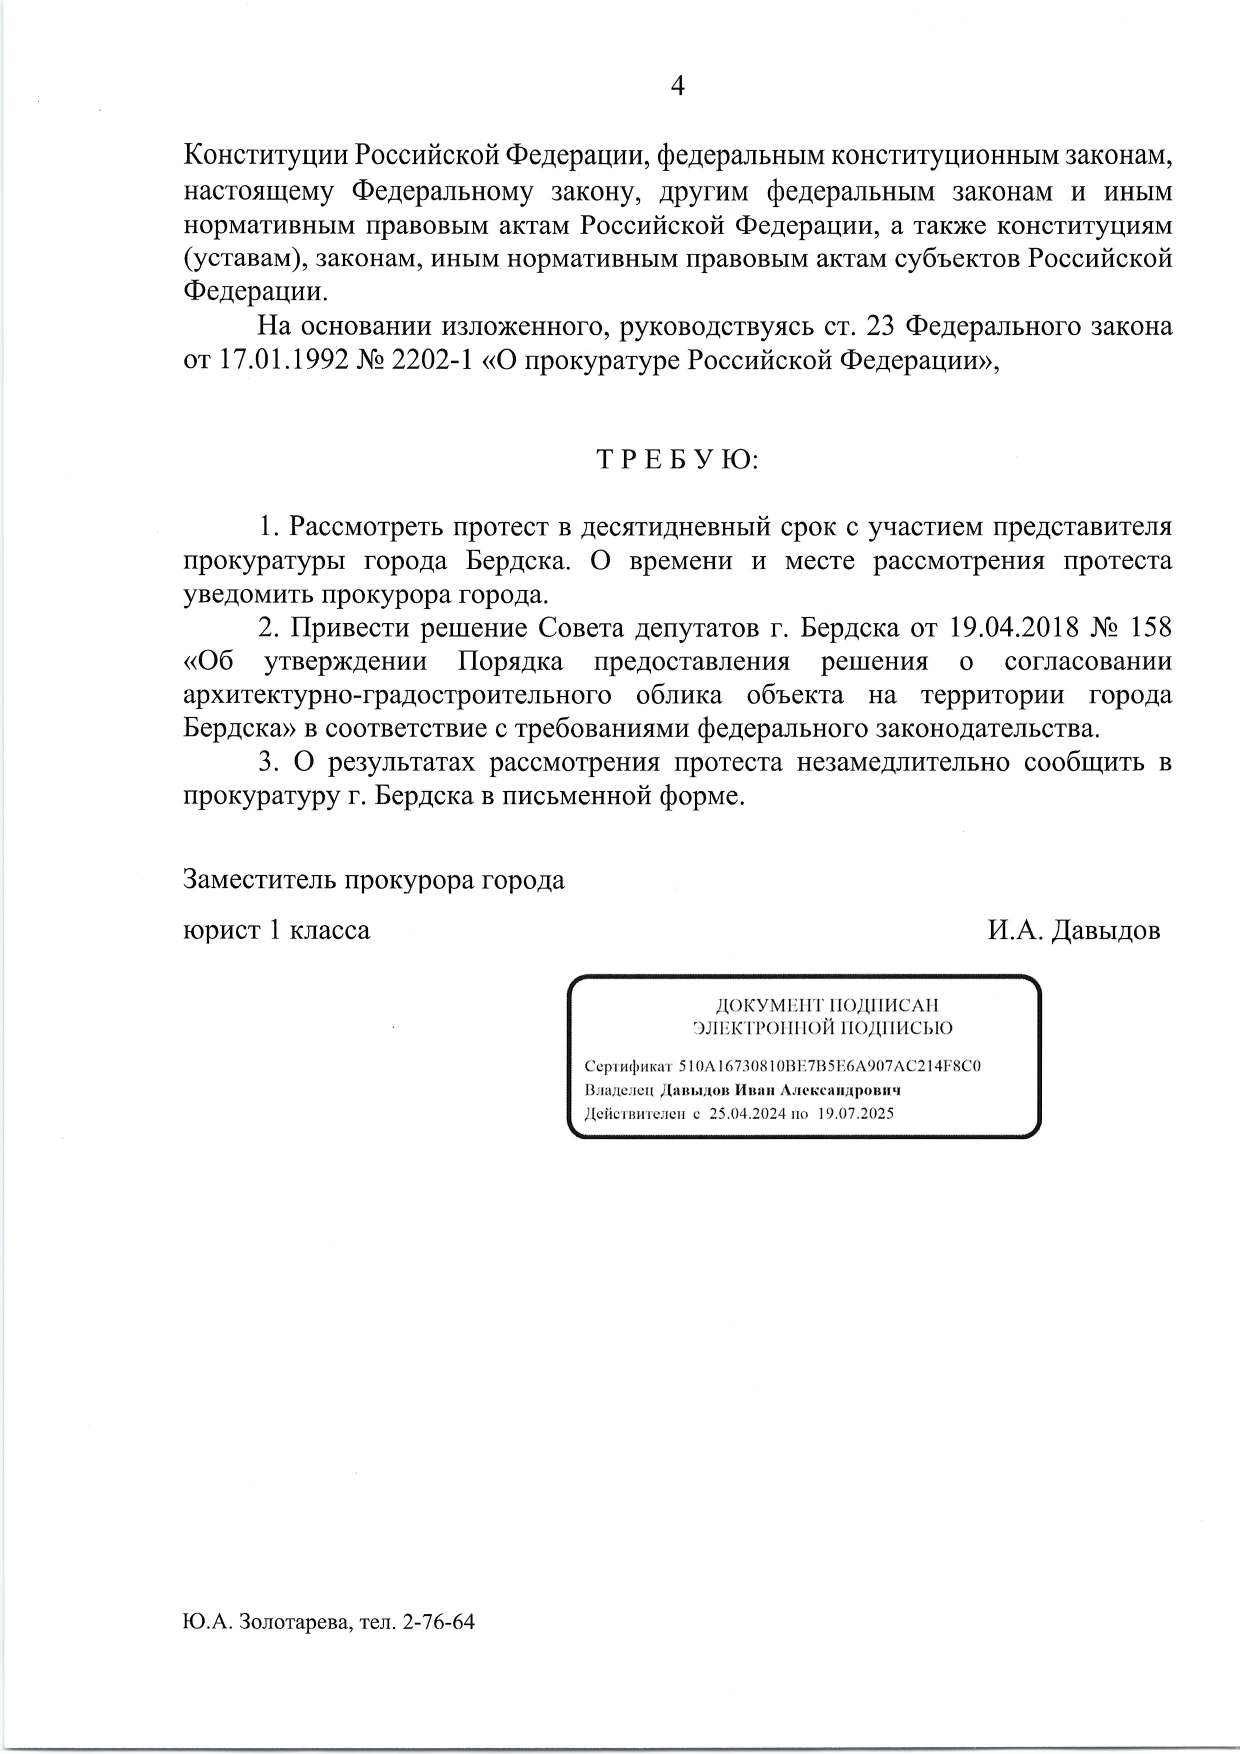 4
Конституции Российской Федерации, федеральным конституционным законам,
настоящему Федеральному закону, другим федеральным законам и иным
нормативным правовым актам Российской Федерации, а также конституциям
(уставам), законам, иным нормативным правовым актам субъектов Российской
Федерации.
На основании изложенного, руководствуясь ст. 23 Федерального закона
от 17.01.1992 № 2202-1 «О прокуратуре Российской Федерации»,
Т Р Е Б У Ю:
1. Рассмотреть протест в десятидневный срок с участием представителя
прокуратуры города Бердска. О времени и месте рассмотрения протеста
уведомить прокурора города.
2. Привести решение Совета депутатов г. Бердска от 19.04.2018 № 158
«Об утверждении Порядка предоставления решения о согласовании
архитектурно-градостроительного облика объекта на территории города
Бердска» в соответствие с требованиями федерального законодательства.
3. О результатах рассмотрения протеста незамедлительно сообщить в
прокуратуру г. Бердска в письменной форме.
Заместитель прокурора города
юрист 1 класса И.А. Давыдов
ДОКУМЕНТ ПОДПИСАН
ЭЛЕКТРОННОЙ ПОДПИСЬЮ
Сертификат 510A16730810BE7B5E6A907AC214F8C0
Владелец Давыдов Иван Александрович
Действителен с 25.04.2024 по 19.07.2025
Ю.А. Золотарева, тел. 2-76-64